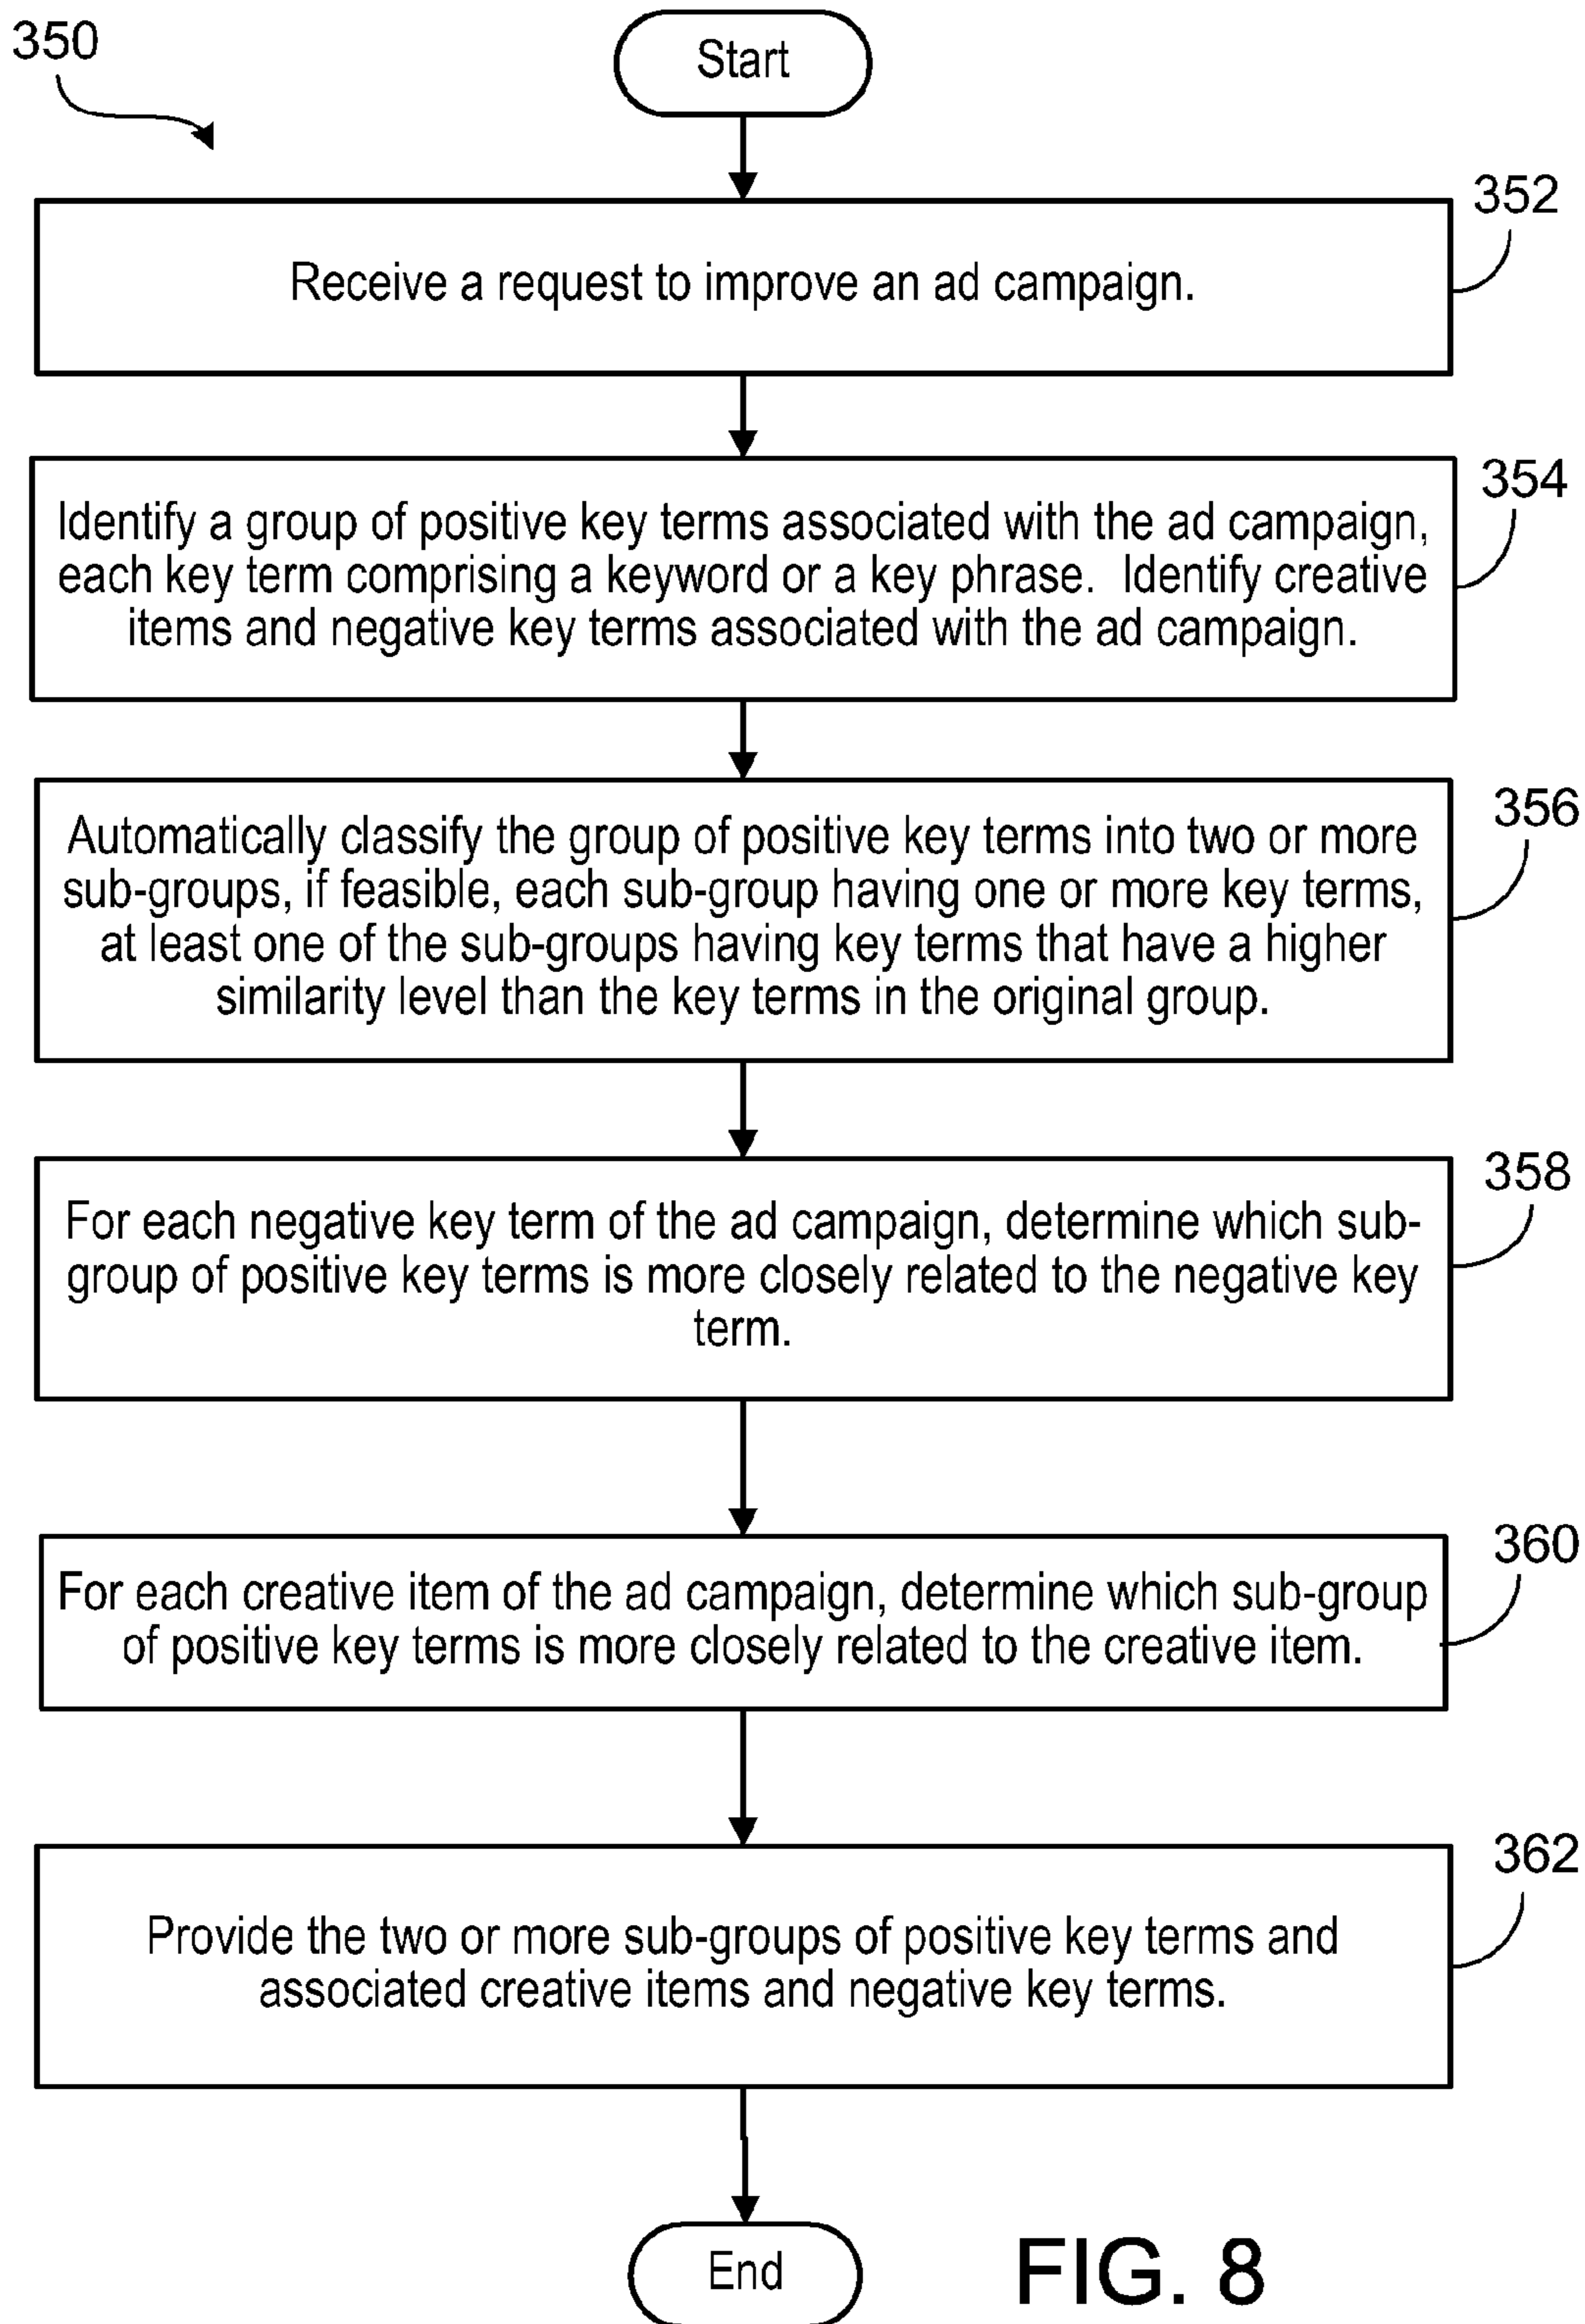 350
Start
352
Receive a request to improve an ad campaign.
354
Identify a group of positive key terms associated with the ad campaign,
each key term comprising a keyword or a key phrase.  Identify creative
items and negative key terms associated with the ad campaign.
356
Automatically classify the group of positive key terms into two or more
sub-groups, if feasible, each sub-group having one or more key terms,
at least one of the sub-groups having key terms that have a higher
similarity level than the key terms in the original group.
358
For each negative key term of the ad campaign, determine which sub-
group of positive key terms is more closely related to the negative key
term.
360
For each creative item of the ad campaign, determine which sub-group
of positive key terms is more closely related to the creative item.
362
Provide the two or more sub-groups of positive key terms and
associated creative items and negative key terms.
End
FIG. 8